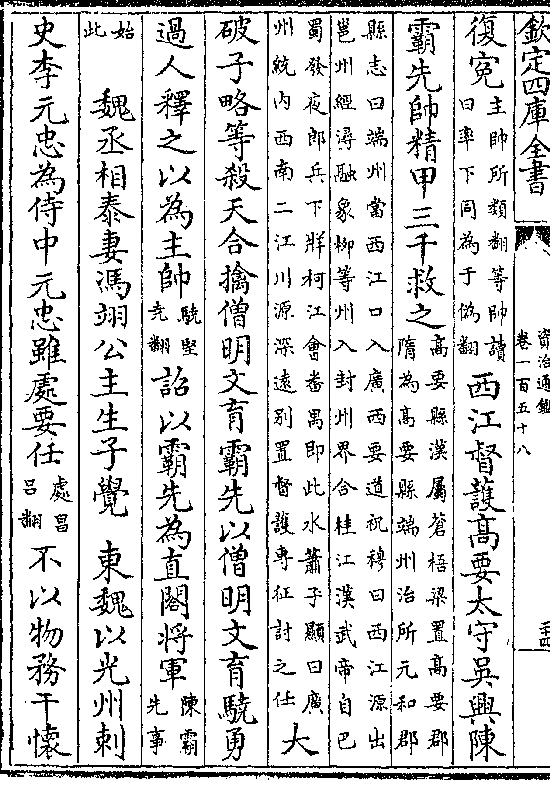 欽定四庫全書
資治通鑑
卷一百五十八
復寃主帥所類翻等帥讀曰率下同為于偽翻西江督護高要太守吳興陳
霸先帥精甲三千救之高要縣漢屬蒼梧梁置高要郡隋為高要縣端州治所元和郡
縣志曰端州當西江口入廣西要道祝穆曰西江源出邕州經潯融象栁等州入封州界合桂江漢武帝自巴
蜀發夜郎兵下牂柯江會番禺即此水蕭子顯曰廣州統内西南二江川源深遠别置督䕶專征討之任大
破子略等殺天合擒僧明文育霸先以僧明文育驍勇
過人釋之以為主帥驍堅堯翻詔以霸先為直閤將軍陳霸先事
始此魏丞相泰妻馮翊公主生子覺東魏以光州刺
史李元忠為侍中元忠雖處要任處昌吕翻不以物務干懷